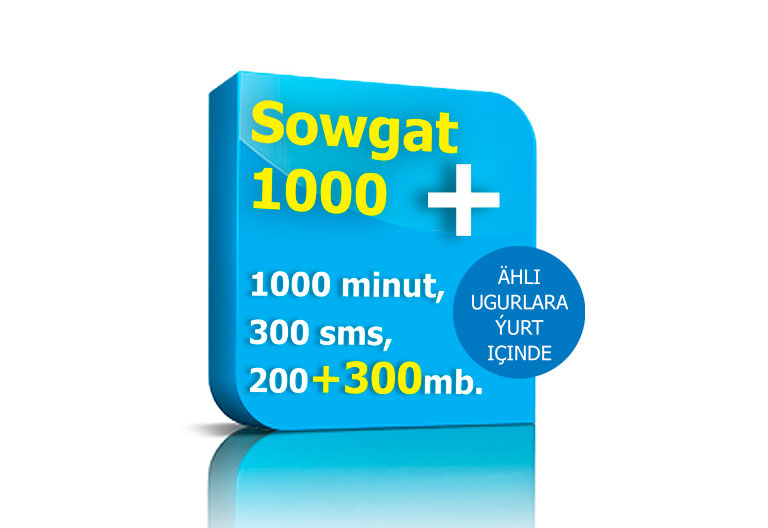 Sowgat
1000 +
1000 minut,
300 sms,
200+300mb.
ÄHLI
UGURLARA
ÝURT
IÇINDE